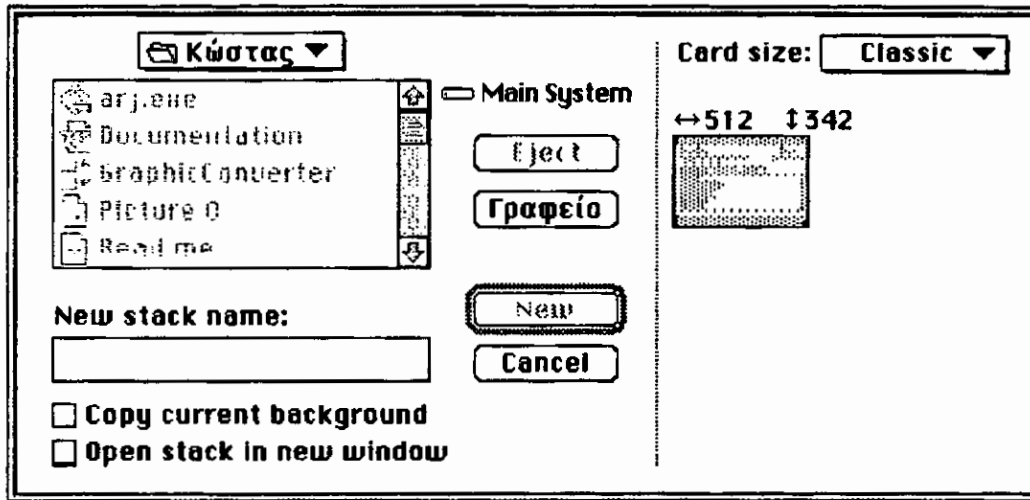 Κώστας
arj.exe
Documentation
GraphicConverter
Picture 0
Read me
Main System
Eject
Γραφείο
New stack name:
New
Cancel
Copy current background
Open stack in new window
Card size: Classic
↔512 ↕342